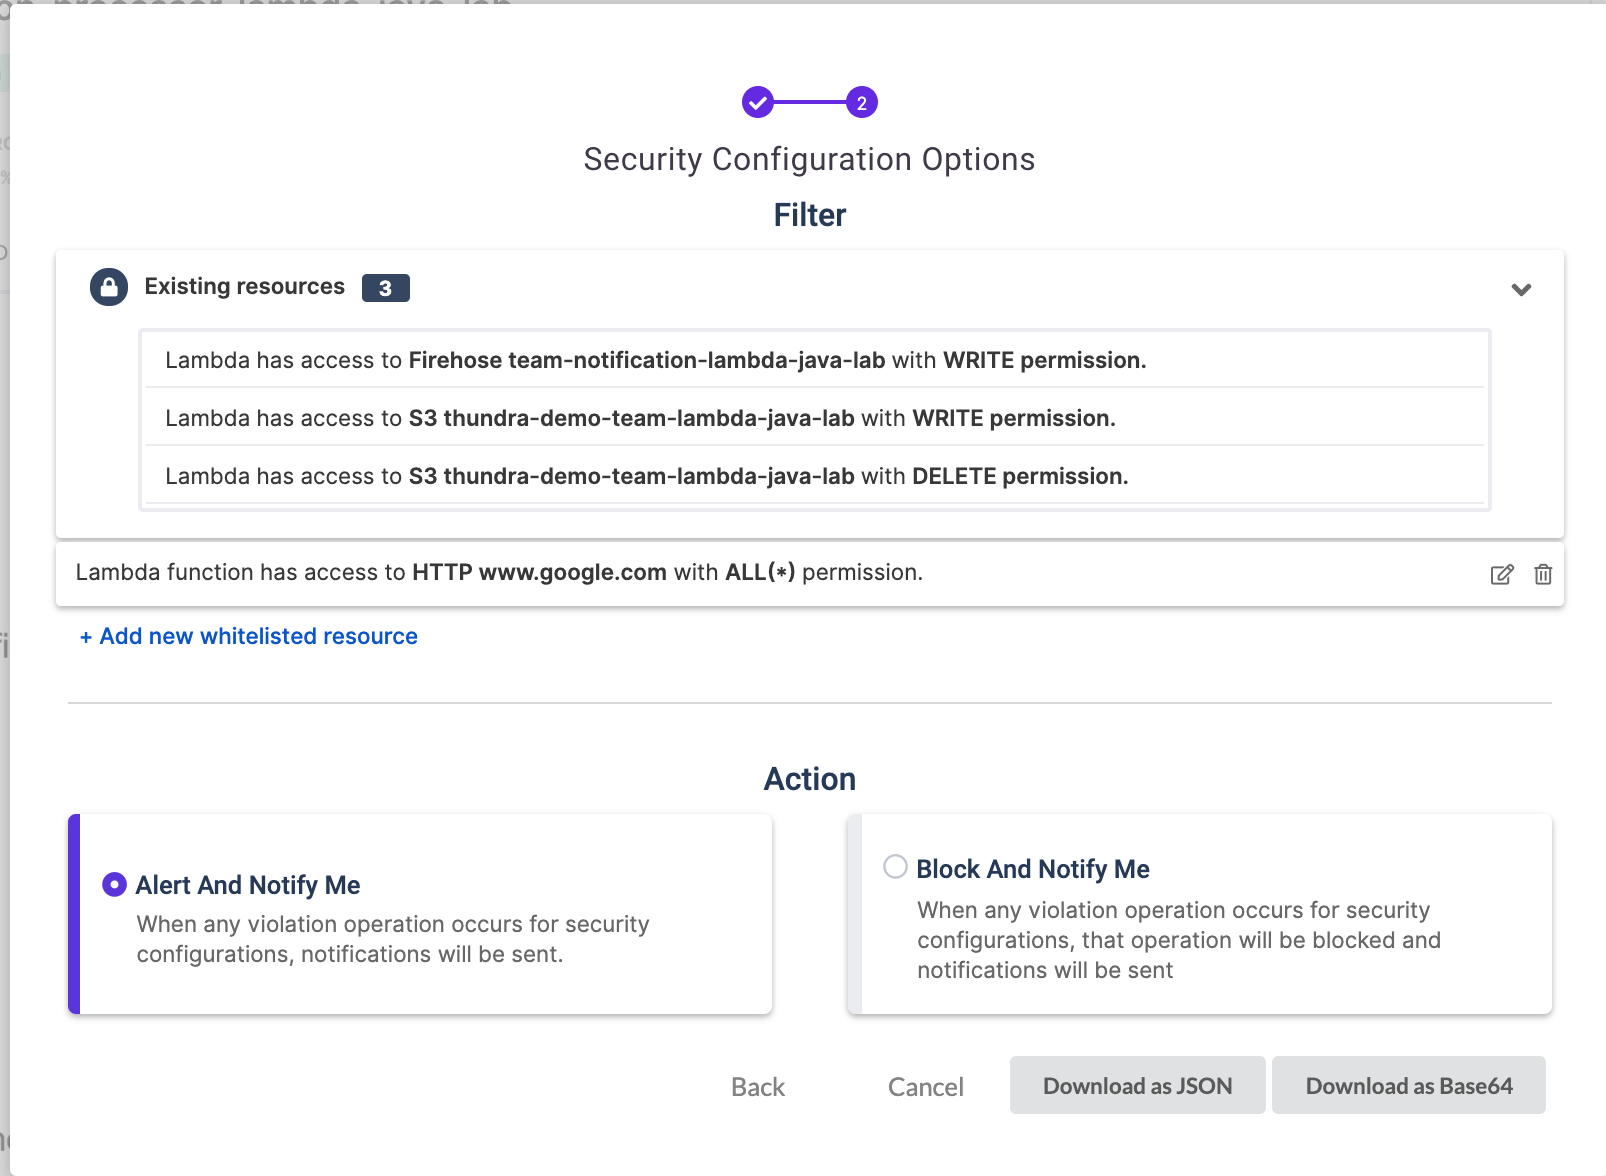 2
Security Configuration Options
Filter
Existing resources 3
Lambda has access to Firehose team-notification-lambda-java-lab with WRITE permission.
Lambda has access to S3 thundra-demo-team-lambda-java-lab with WRITE permission.
Lambda has access to S3 thundra-demo-team-lambda-java-lab with DELETE permission.
Lambda function has access to HTTP www.google.com with ALL(*) permission.
+ Add new whitelisted resource
Action
Alert And Notify Me
When any violation operation occurs for security
configurations, notifications will be sent.
Block And Notify Me
When any violation operation occurs for security
configurations, that operation will be blocked and
notifications will be sent
Back Cancel Download as JSON Download as Base64